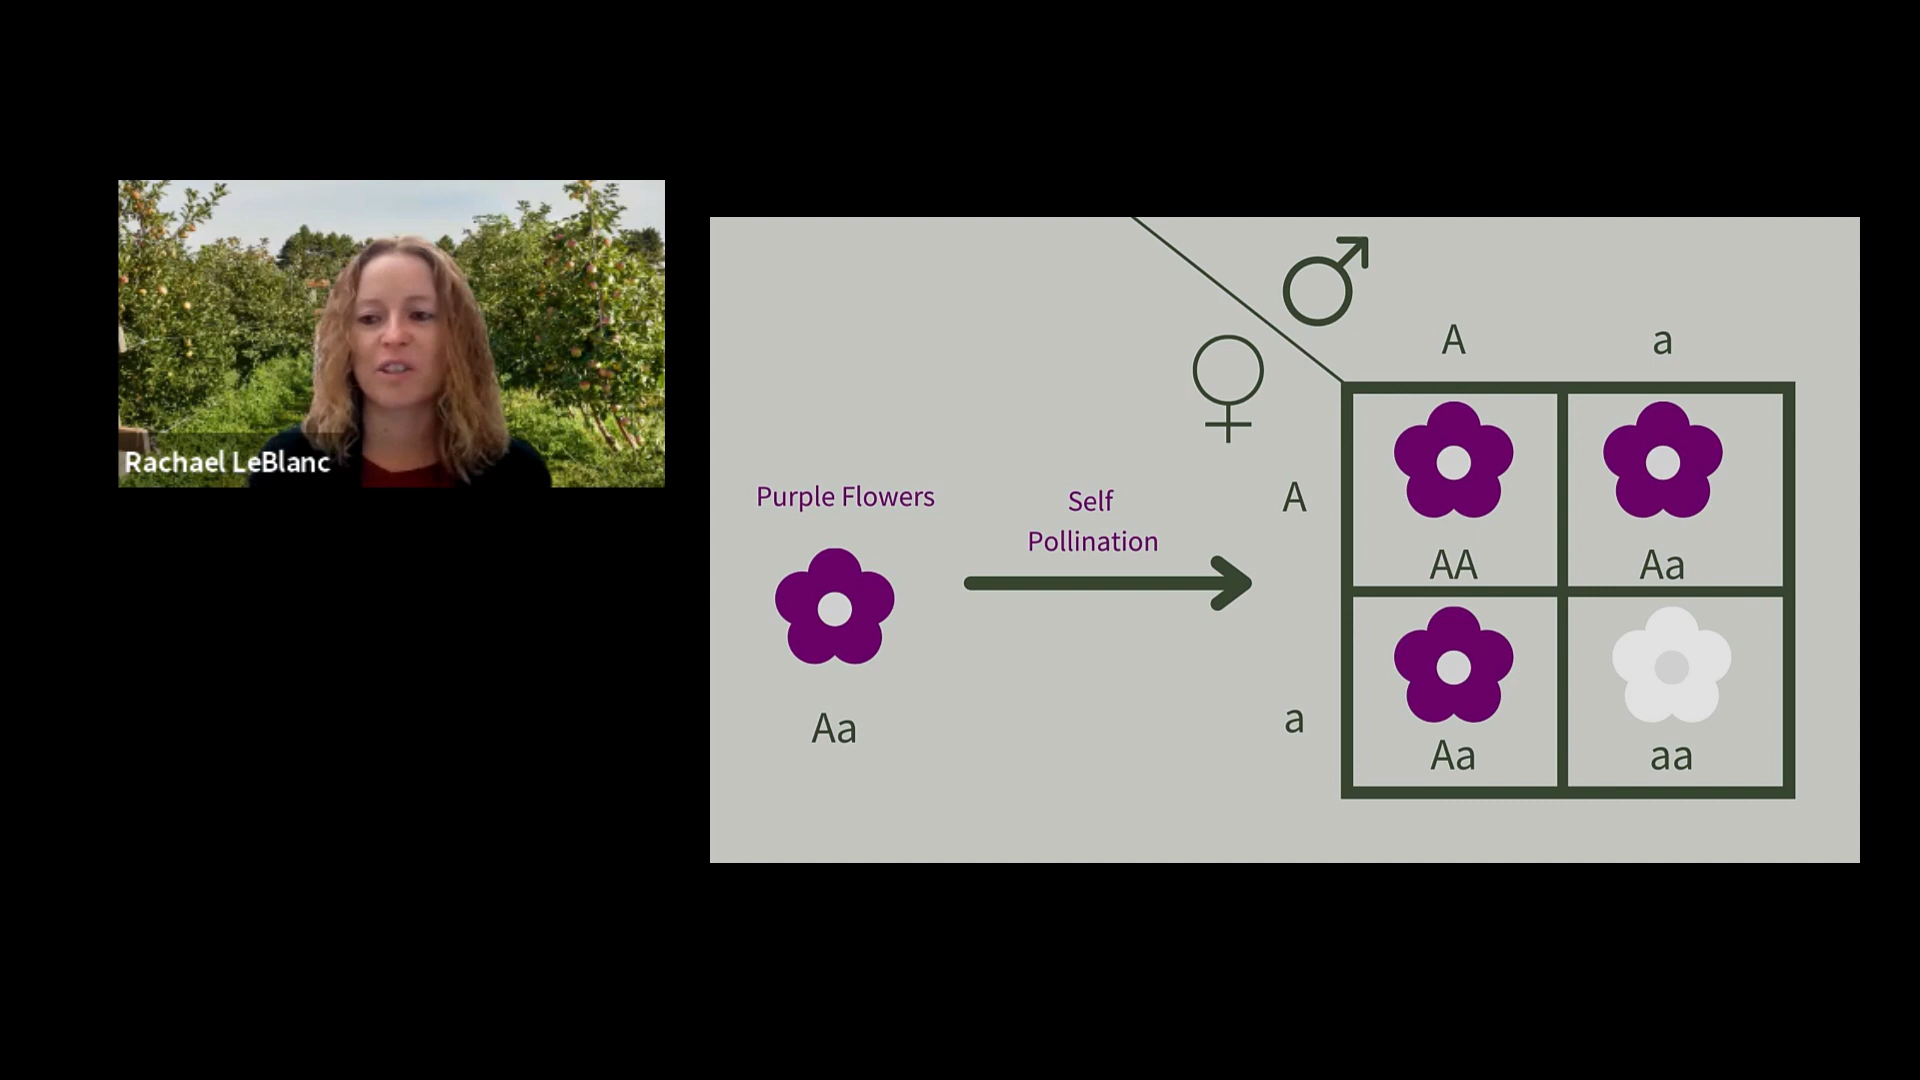 Rachael LeBlanc
Purple Flowers
Aa
Self
Pollination
A a
A
AA Aa
a
Aa aa